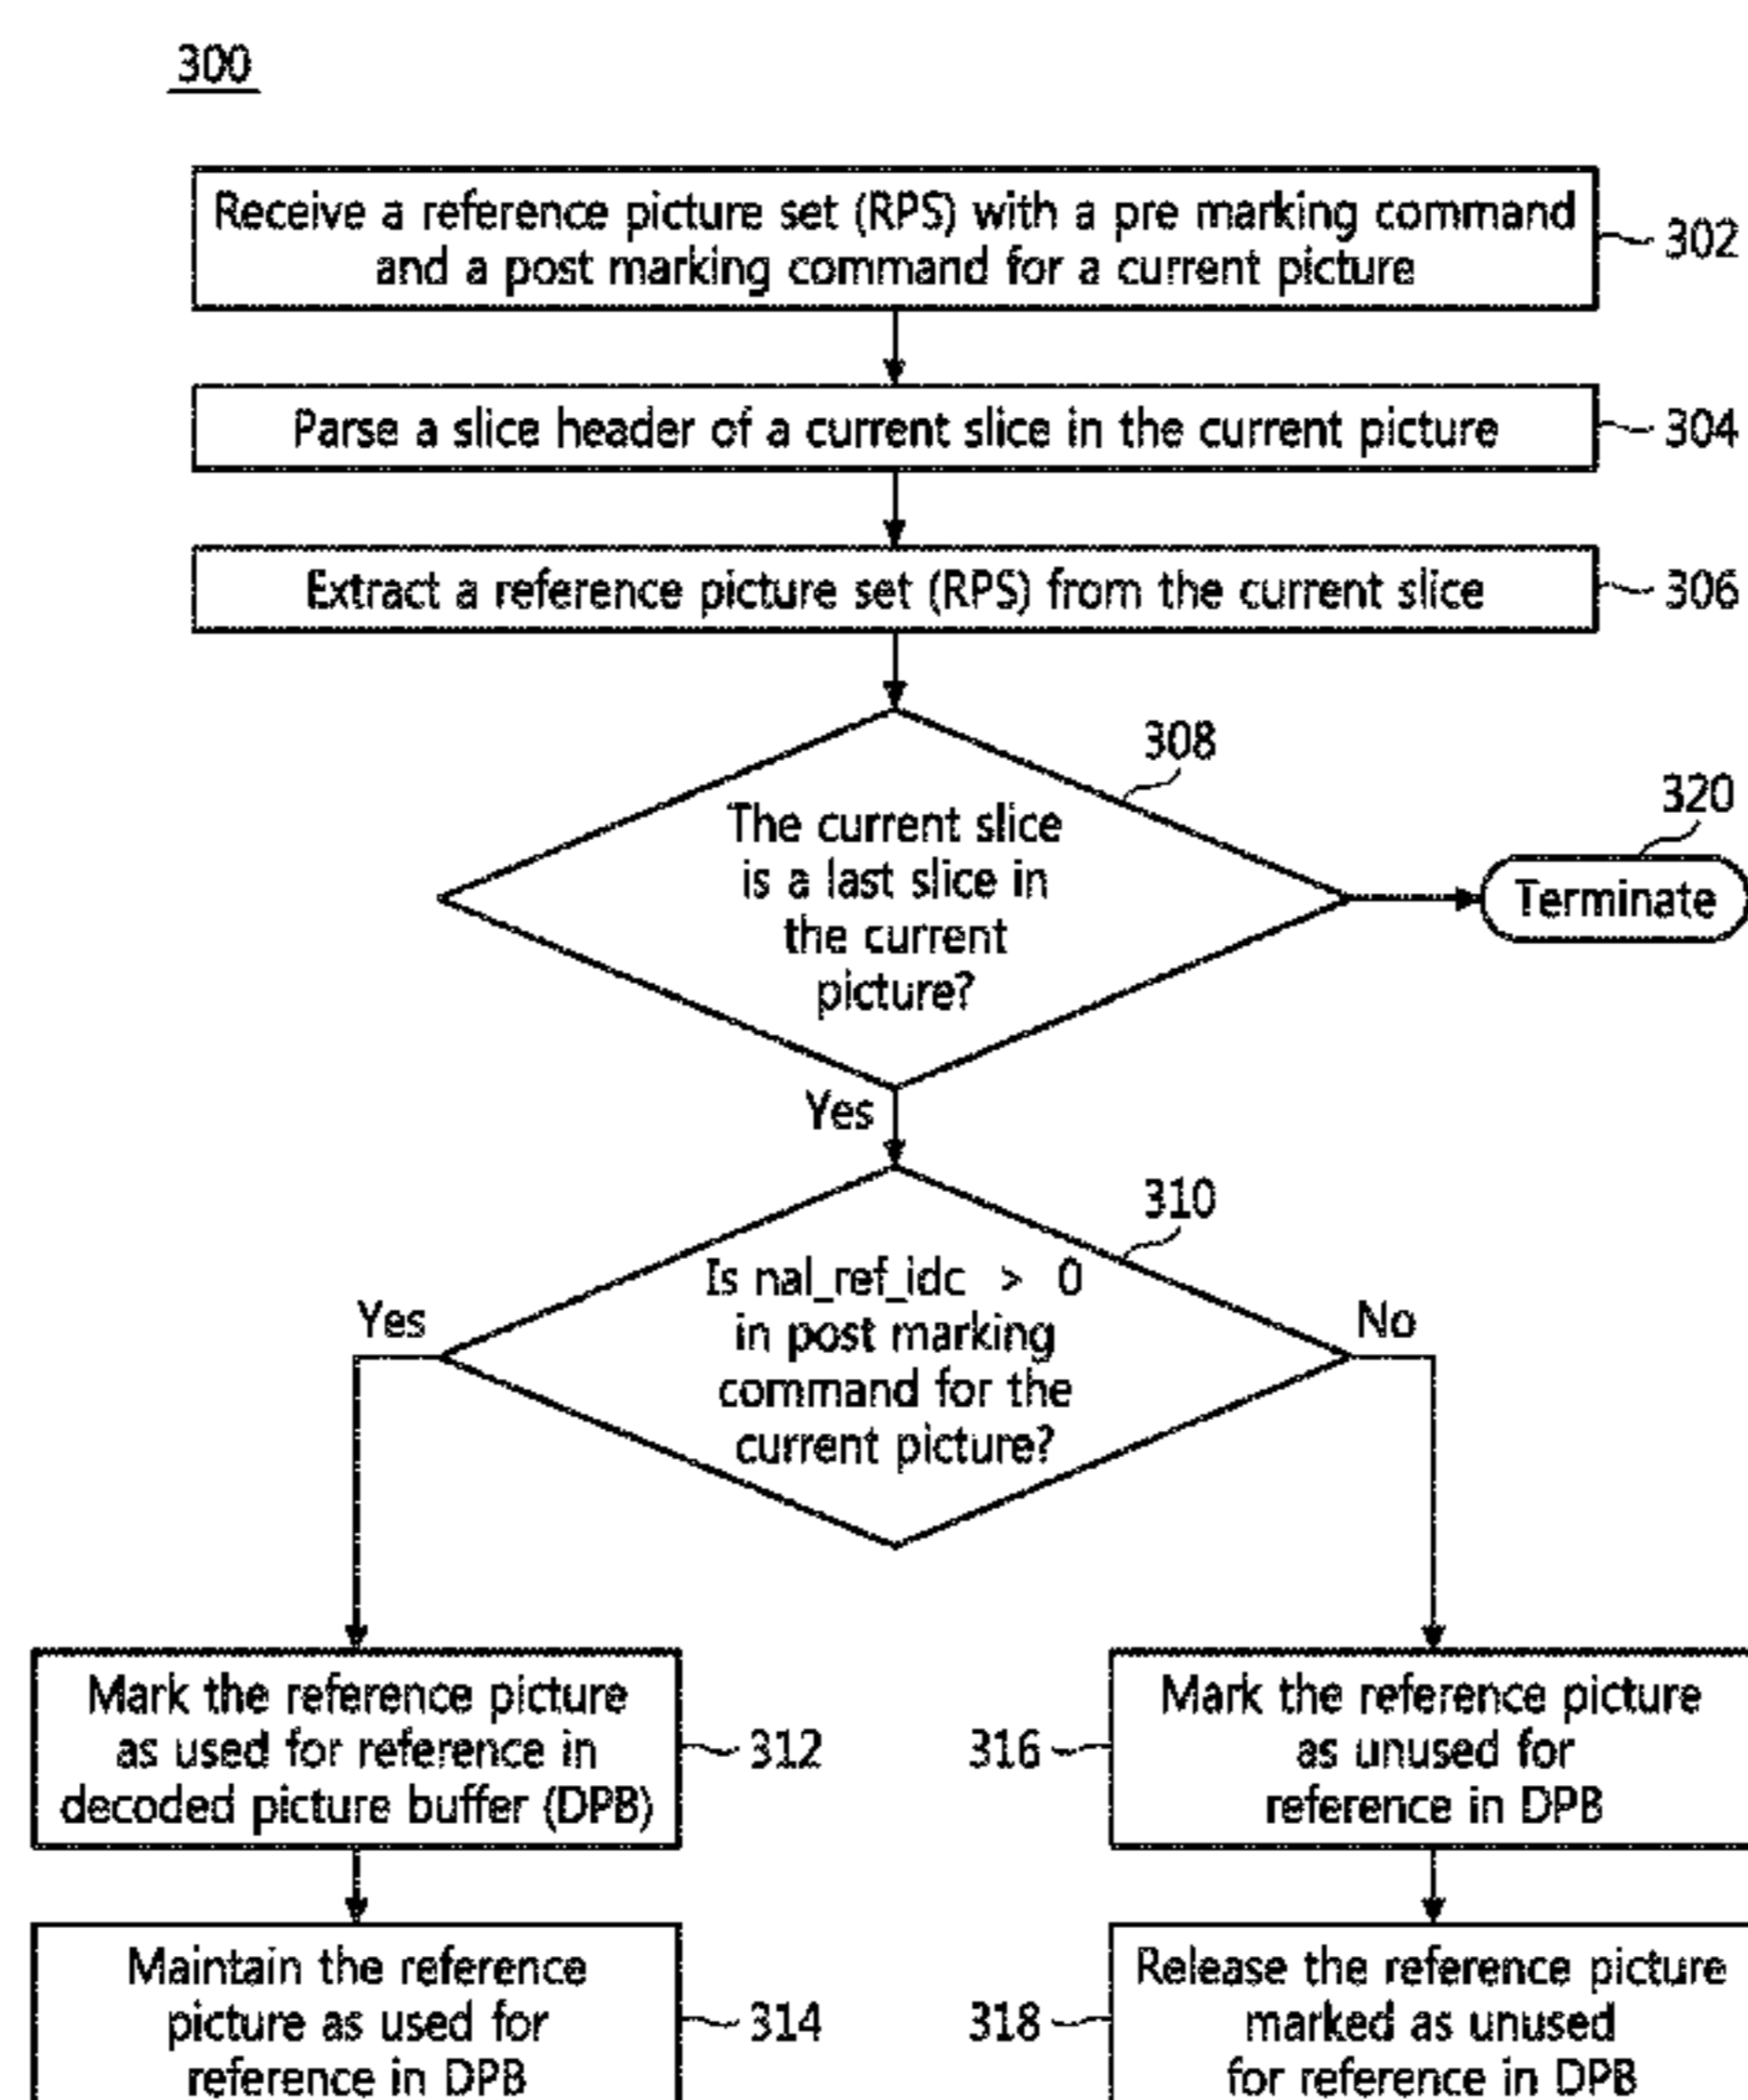 300
Receive a reference picture set (RPS) with a pre marking command
and a post marking command for a current picture
302
Parse a slice header of a current slice in the current picture
304
Extract a reference picture set (RPS) from the current slice
306
308
The current slice
is a last slice in
the current
picture?
320
Terminate
Yes
310
Is nal_ref_idc > 0
in post marking
command for the
current picture?
Yes
No
Mark the reference picture
as used for reference in
decoded picture buffer (DPB)
312
316
Mark the reference picture
as unused for
reference in DPB
Maintain the reference
picture as used for
reference in DPB
314
318
Release the reference picture
marked as unused
for reference in DPB